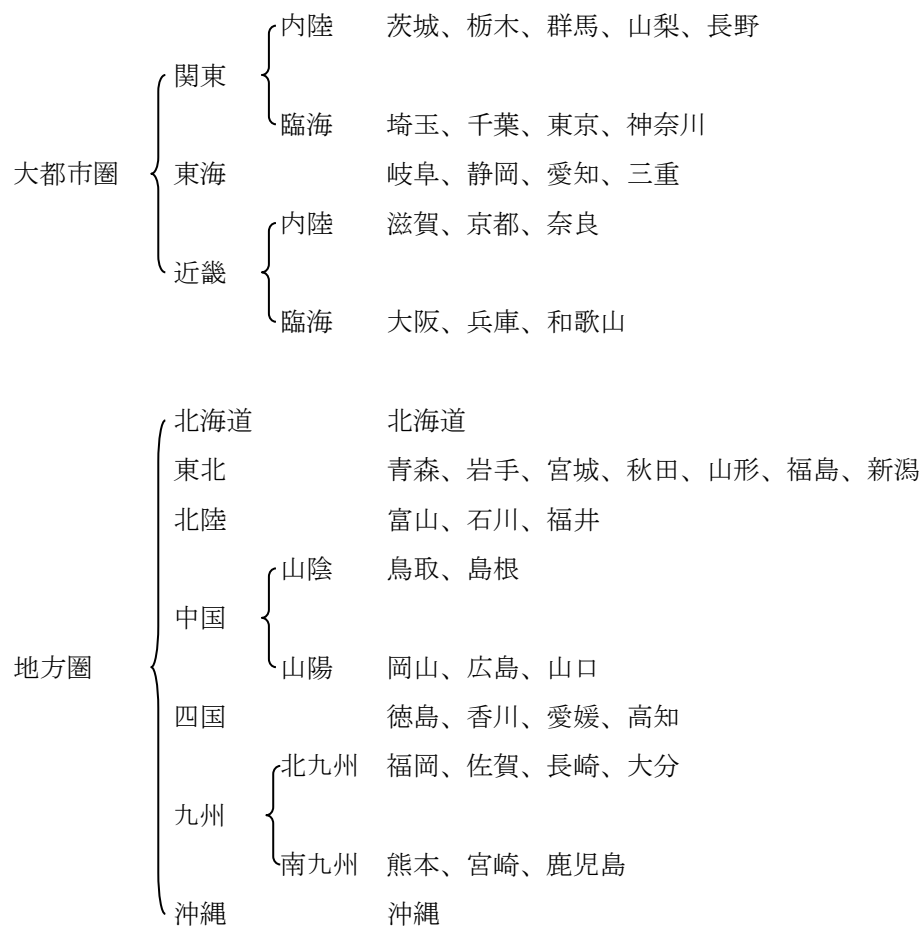 内陸 茨城、栃木、群馬、山梨、長野
関東
臨海 埼玉、千葉、東京、神奈川
大都市圏 東海 岐阜、静岡、愛知、三重
内陸 滋賀、京都、奈良
近畿
臨海 大阪、兵庫、和歌山
北海道 北海道
東北 青森、岩手、宮城、秋田、山形、福島、新潟
北陸 富山、石川、福井
山陰 鳥取、島根
中国
地方圏 山陽 岡山、広島、山口
四国 徳島、香川、愛媛、高知
北九州 福岡、佐賀、長崎、大分
九州
南九州 熊本、宮崎、鹿児島
沖縄 沖縄